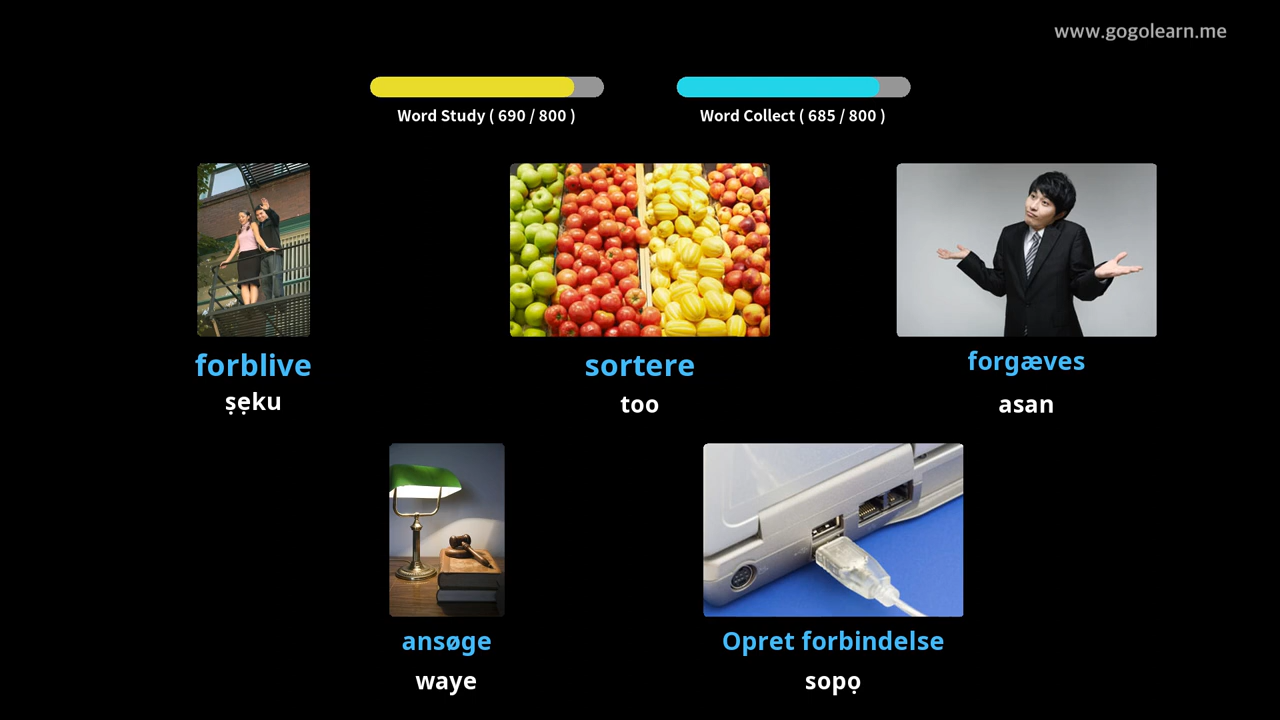 www.gogolearn.me
Word Study ( 690 / 800 )
Word Collect ( 685 / 800 )
forblive
ṣẹku
sortere
too
forgæves
asan
ansøge
waye
Opret forbindelse
sopọ